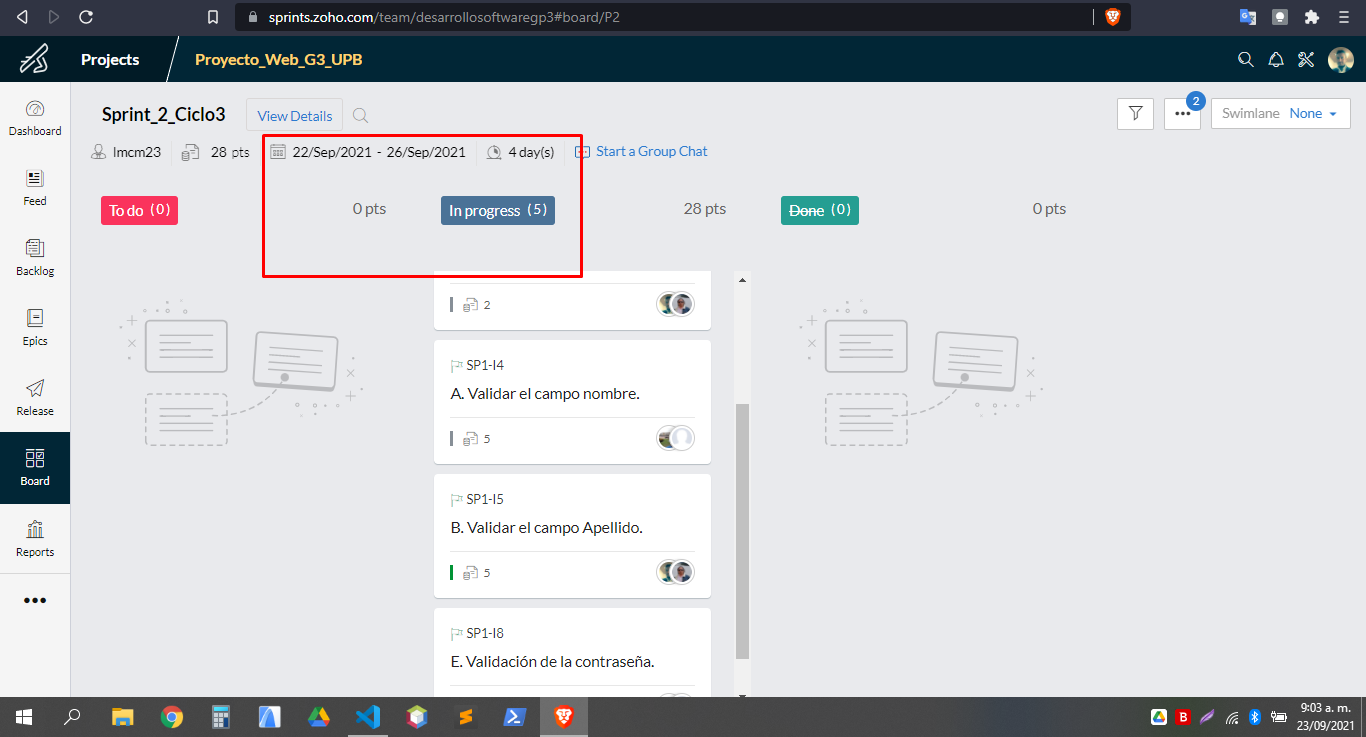 sprints.zoho.com/team/desarrollosoftwaregp3#board/P2
Projects
Proyecto_Web_G3_UPB
Dashboard
Feed
Backlog
Epics
Release
Board
Reports
Sprint_2_Ciclo3
View Details
2
Swimlane None
lmcm23
28 pts
22/Sep/2021 - 26/Sep/2021
4 day(s)
Start a Group Chat
To do (0)
0 pts
In progress (5)
28 pts
Done (0)
0 pts
2
SP1-I4
A. Validar el campo nombre.
5
SP1-I5
B. Validar el campo Apellido.
5
SP1-I8
E. Validación de la contraseña.
9:03 a. m.
23/09/2021